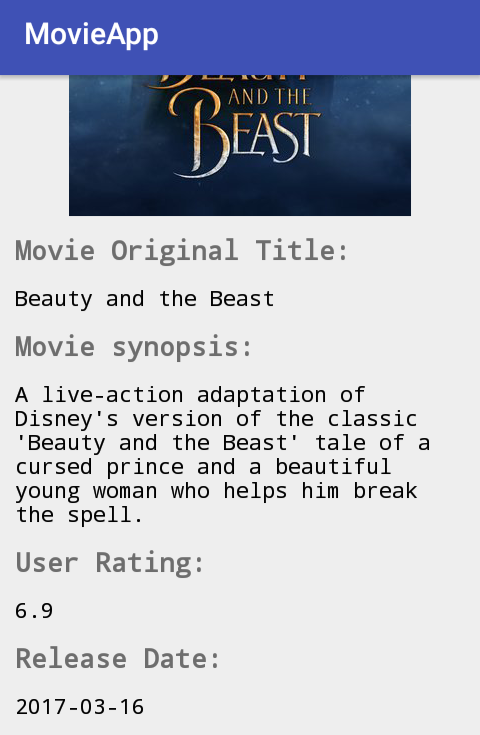 MovieApp
BEAUTY
AND THE
BEAST
Movie Original Title:
Beauty and the Beast
Movie synopsis:
A live-action adaptation of
Disney's version of the classic
'Beauty and the Beast' tale of a
cursed prince and a beautiful
young woman who helps him break
the spell.
User Rating:
6.9
Release Date:
2017-03-16